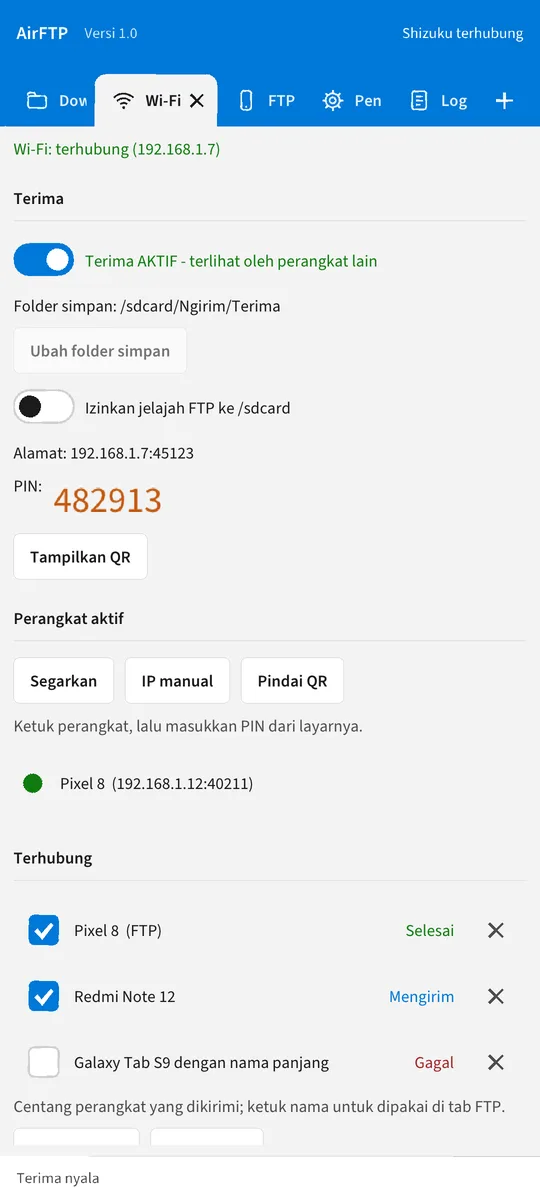 AirFTP Versi 1.0 Shizuku terhubung
Dow Wi-Fi FTP Pen Log
Wi-Fi: terhubung (192.168.1.7)
Terima
Terima AKTIF - terlihat oleh perangkat lain
Folder simpan: /sdcard/Ngirim/Terima
Ubah folder simpan
Izinkan jelajah FTP ke /sdcard
Alamat: 192.168.1.7:45123
PIN: 482913
Tampilkan QR
Perangkat aktif
Segarkan IP manual Pindai QR
Ketuk perangkat, lalu masukkan PIN dari layarnya.
Pixel 8 (192.168.1.12:40211)
Terhubung
Pixel 8 (FTP) Selesai
Redmi Note 12 Mengirim
Galaxy Tab S9 dengan nama panjang Gagal
Centang perangkat yang dikirimi; ketuk nama untuk dipakai di tab FTP.
Terima nyala